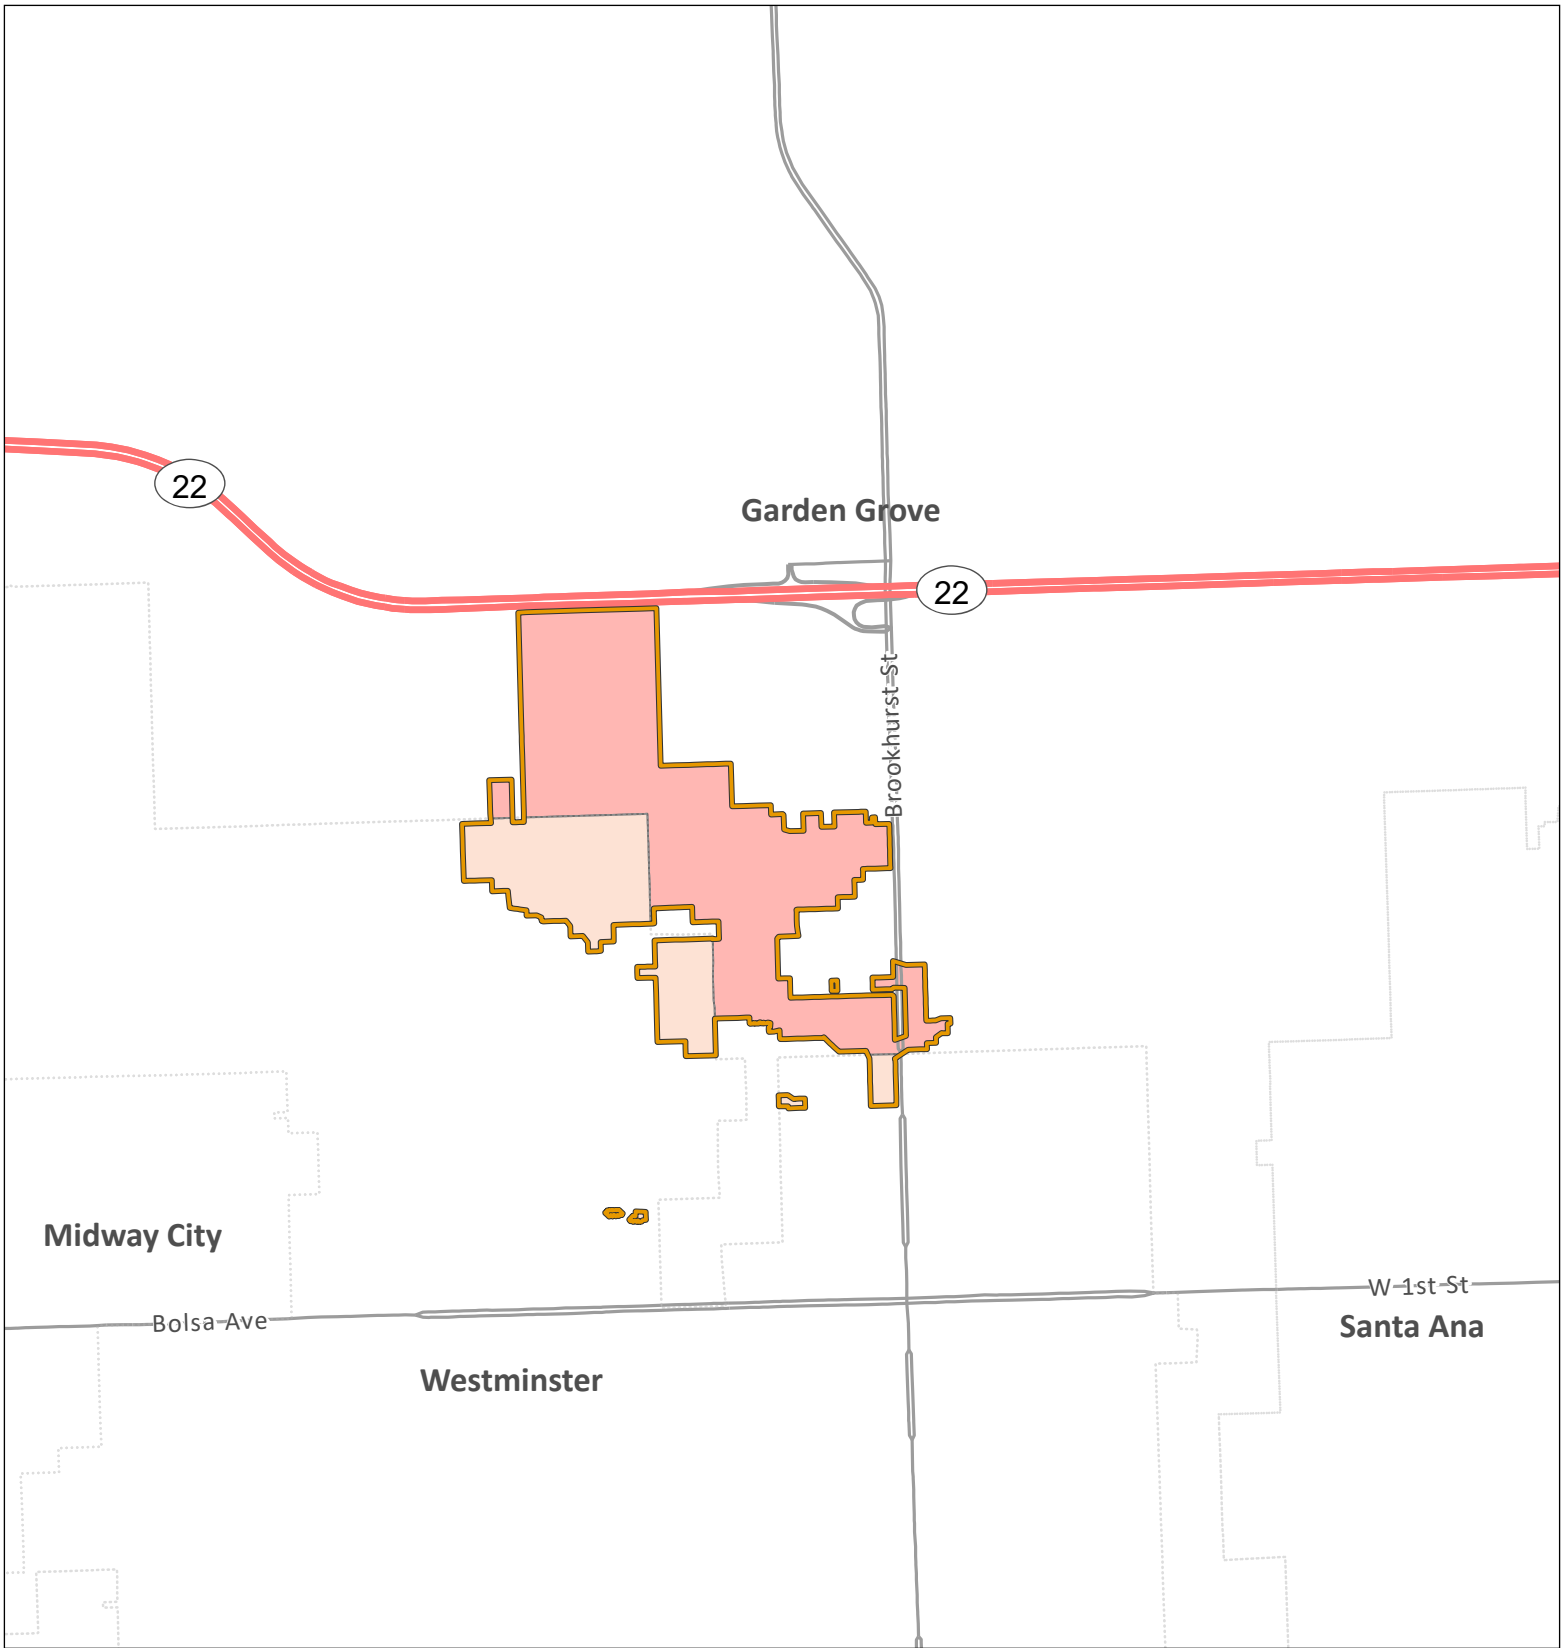 22
Garden Grove
22
Brookhurst St
Midway City
W 1st St
Bolsa Ave
Santa Ana
Westminster